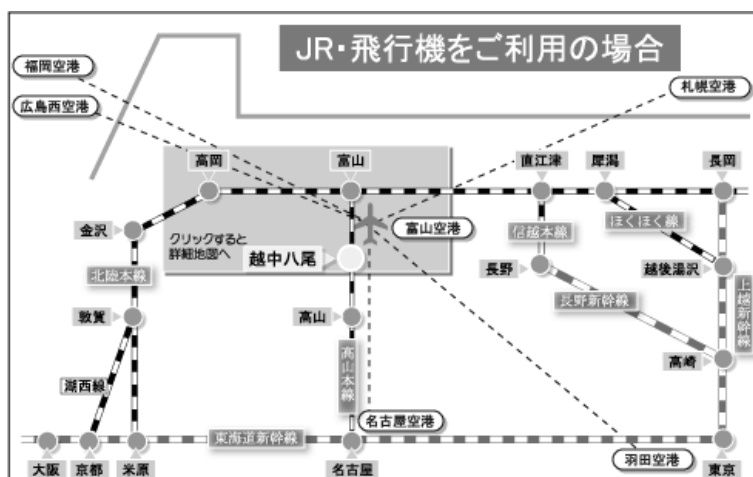 JR・飛行機をご利用の場合
福岡空港
札幌空港
広島西空港
高岡
富山
直江津
犀潟
長岡
金沢
富山空港
信越本線
ほくほく線
クリックすると
詳細地図へ
越中八尾
北陸本線
長野
越後湯沢
長野新幹線
上越新幹線
敦賀
高山
高山本線
高崎
湖西線
名古屋空港
東海道新幹線
羽田空港
大阪
京都
米原
名古屋
東京